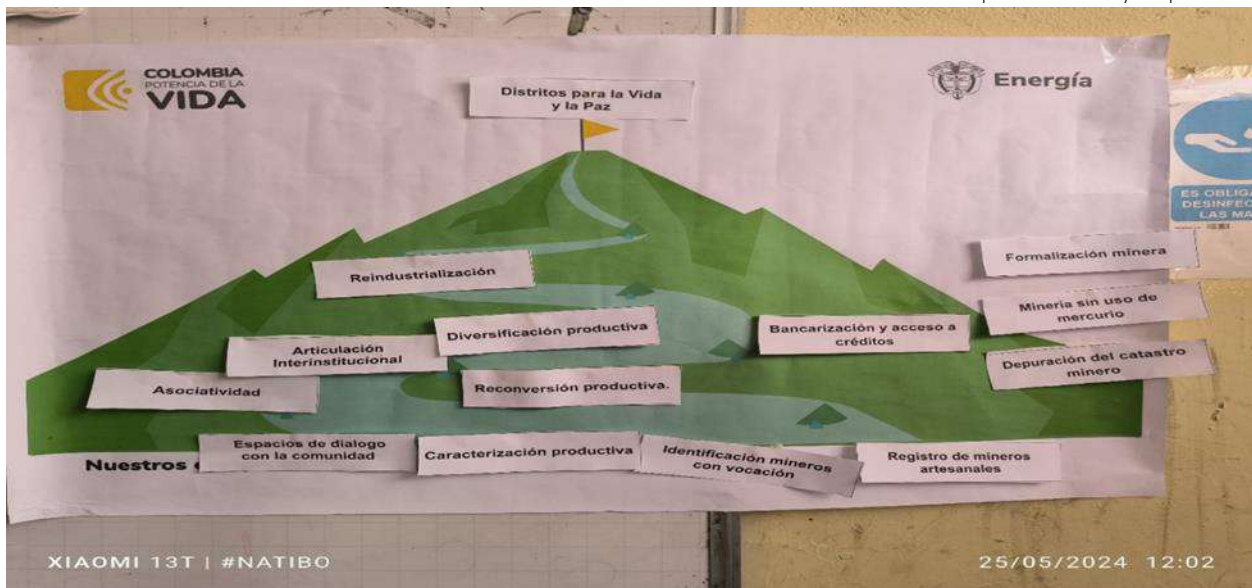 COLOMBIA
POTENCIA DE LA
VIDA
Energía
Distritos para la Vida
y la Paz
ES OBLIGA
DESINFEC
LAS MA
Formalización minera
Reindustrialización
Mineria sin uso de
mercurio
Diversificación productiva
Bancarización y acceso a
créditos
Articulación
Interinstitucional
Depuración del catastro
minero
Asociatividad
Reconversión productiva.
Espacios de dialogo
con la comunidad
Caracterización productiva
Identificación mineros
con vocación
Registro de mineros
artesanales
Nuestros
XIAOMI 13T | #NATIBO
25/05/2024 12:02